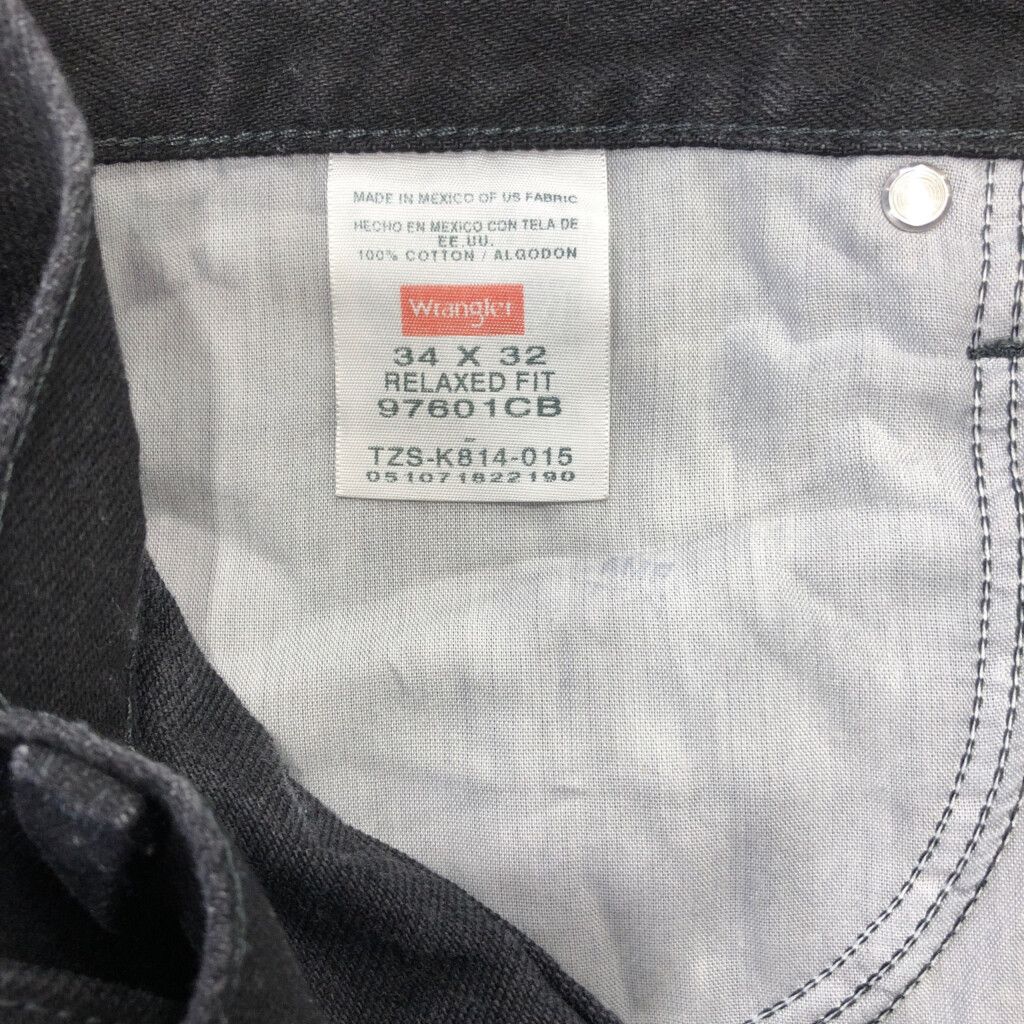 MADE IN MEXICO OF US FABRIC
HECHO EN MEXICO CON TELA DE
EE.UU.
100% COTTON / ALGODON
Wrangler
34 X 32
RELAXED FIT
97601CB
TZS-K814-015
051071822190